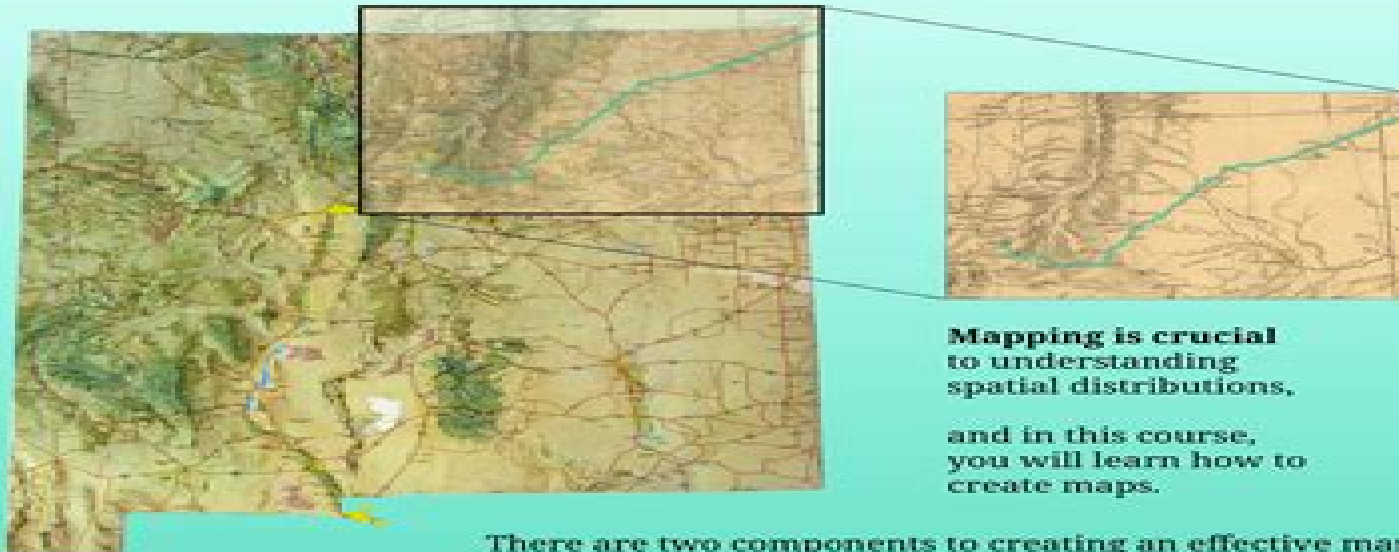 Mapping is crucial
to understanding
spatial distributions,
and in this course,
you will learn how to
create maps.
There are two components to creating an effective